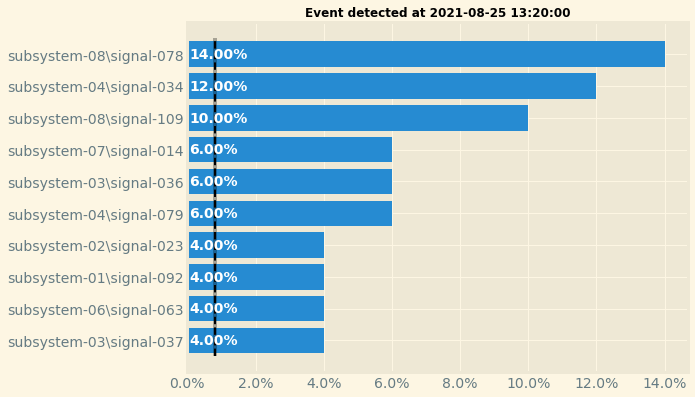 Event detected at 2021-08-25 13:20:00
subsystem-08\signal-078 14.00%
subsystem-04\signal-034 12.00%
subsystem-08\signal-109 10.00%
subsystem-07\signal-014 6.00%
subsystem-03\signal-036 6.00%
subsystem-04\signal-079 6.00%
subsystem-02\signal-023 4.00%
subsystem-01\signal-092 4.00%
subsystem-06\signal-063 4.00%
subsystem-03\signal-037 4.00%
0.0% 2.0% 4.0% 6.0% 8.0% 10.0% 12.0% 14.0%